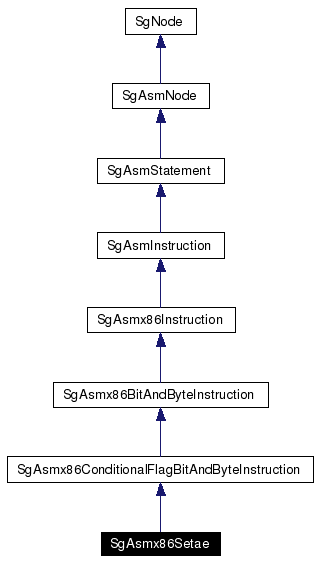 SgNode
SgAsmNode
SgAsmStatement
SgAsmInstruction
SgAsmx86Instruction
SgAsmx86BitAndByteInstruction
SgAsmx86ConditionalFlagBitAndByteInstruction
SgAsmx86Setae